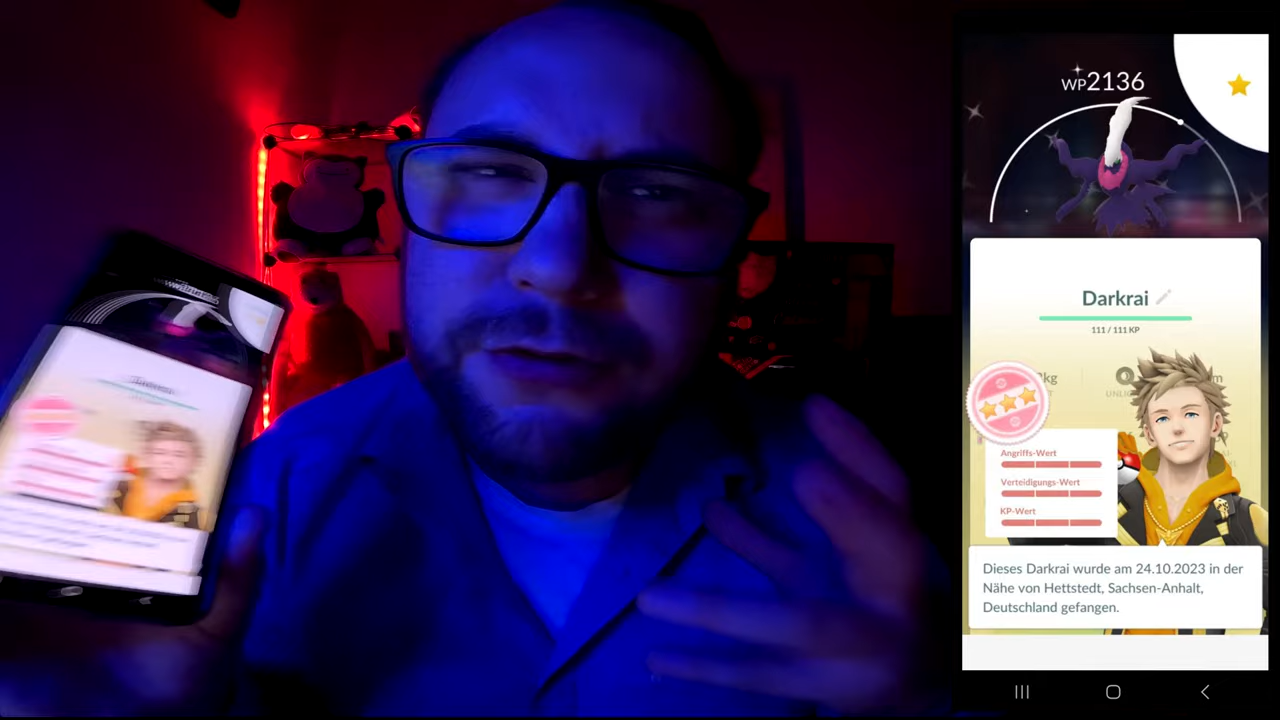 WP2136
Darkrai
111 / 111 KP
kg
m
Angriffs-Wert
Verteidigungs-Wert
KP-Wert
Dieses Darkrai wurde am 24.10.2023 in der
Nähe von Hettstedt, Sachsen-Anhalt,
Deutschland gefangen.